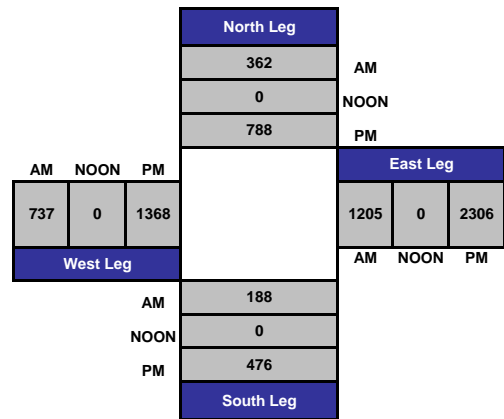 North Leg
362 AM
0 NOON
788 PM
AM NOON PM
East Leg
737 0 1368
1205 0 2306
West Leg
AM NOON PM
AM 188
NOON 0
PM 476
South Leg